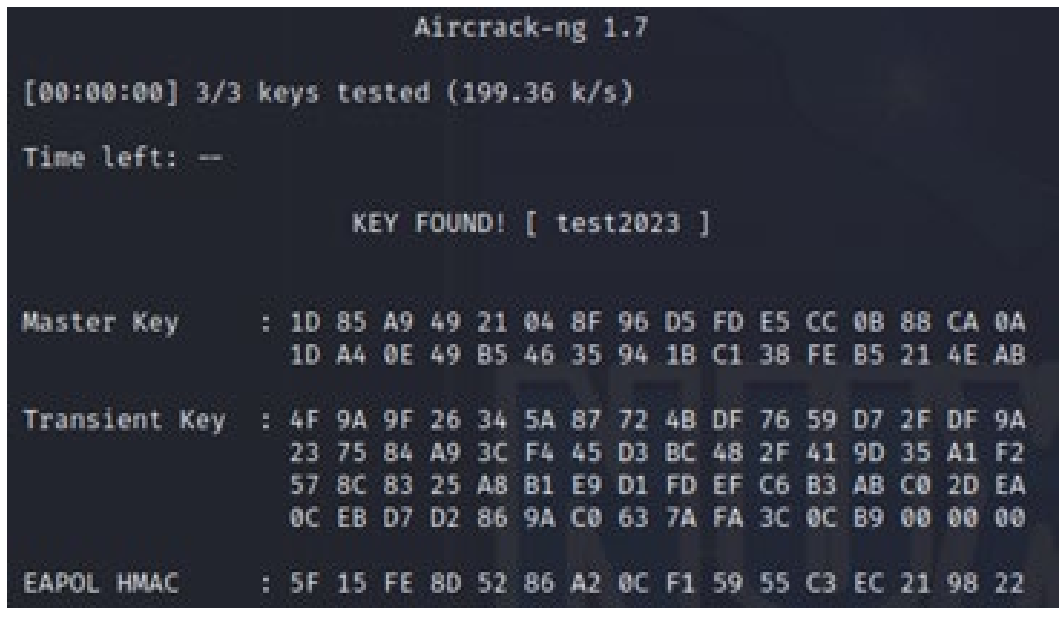 Aircrack-ng 1.7
[00:00:00] 3/3 keys tested (199.36 k/s)
Time left: --
KEY FOUND! [ test2023 ]
Master Key : 1D 85 A9 49 21 04 8F 96 D5 FD E5 CC 0B 88 CA 0A
1D A4 0E 49 B5 46 35 94 1B C1 38 FE B5 21 4E AB
Transient Key : 4F 9A 9F 26 34 5A 87 72 4B DF 76 59 D7 2F DF 9A
23 75 84 A9 3C F4 45 D3 BC 48 2F 41 9D 35 A1 F2
57 8C 83 25 A8 B1 E9 D1 FD EF C6 B3 AB C0 2D EA
0C EB D7 D2 86 9A C0 63 7A FA 3C 0C B9 00 00 00
EAPOL HMAC : 5F 15 FE 8D 52 86 A2 0C F1 59 55 C3 EC 21 98 22